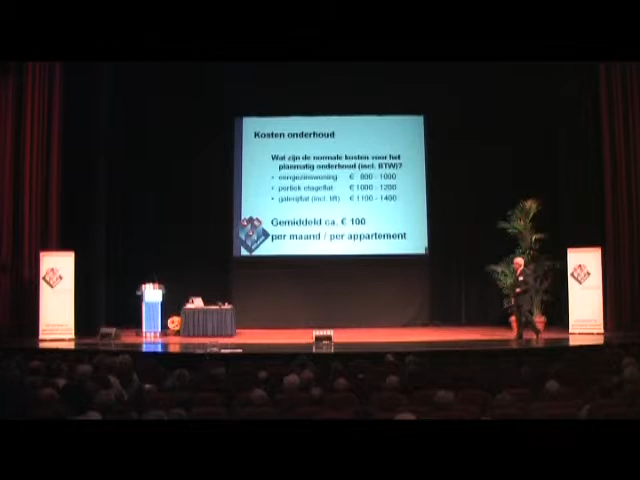 Kosten onderhoud
Wat zijn de normale kosten voor het
planmatig onderhoud (incl. BTW)?
• eengezinswoning € 800 - 1000
• portiek etageflat € 1000 - 1200
• galerijflat (incl. lift) € 1100 - 1400
Gemiddeld ca. € 100
per maand / per appartement